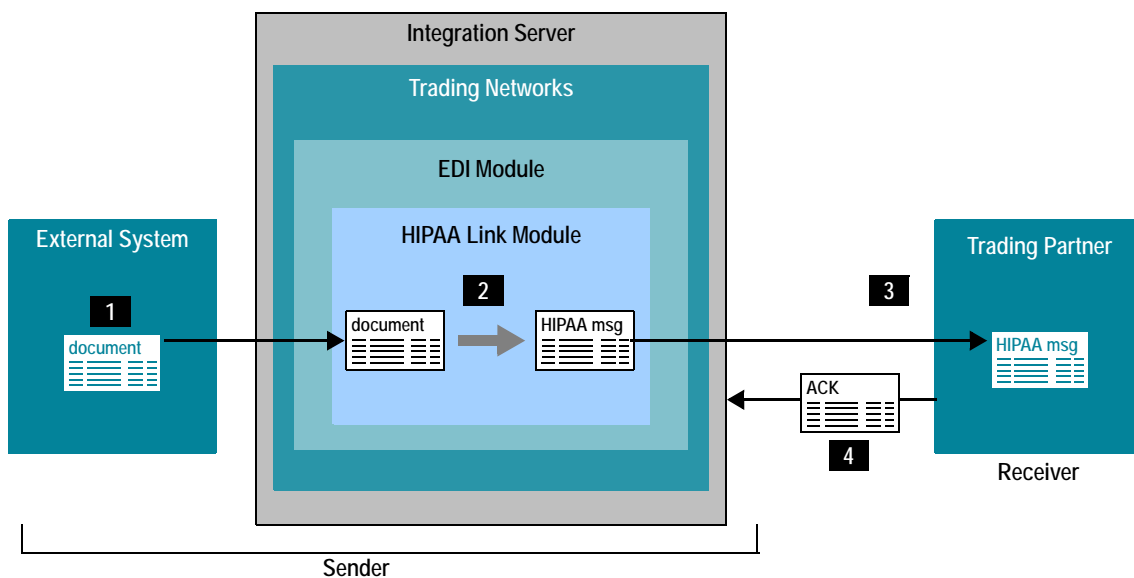 Integration Server
Trading Networks
EDI Module
HIPAA Link Module
External System
Trading Partner
1
2
3
document
document
HIPAA msg
HIPAA msg
ACK
4
Receiver
Sender